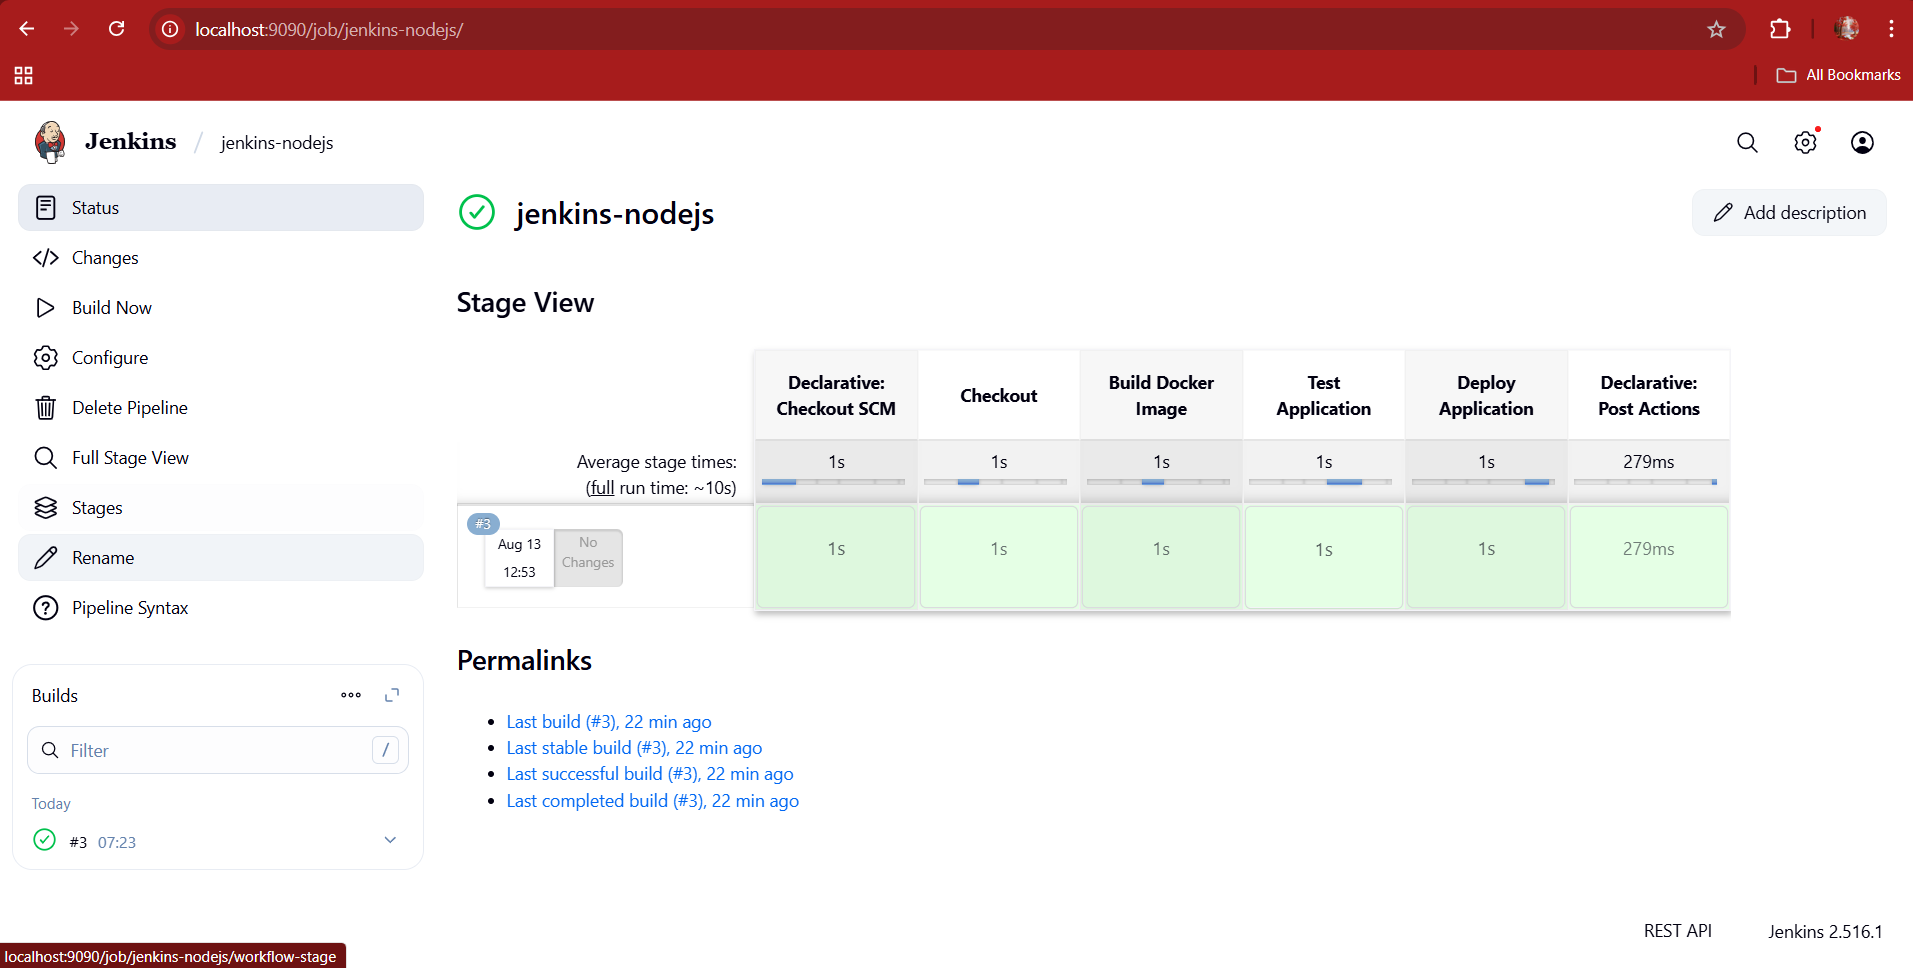 localhost:9090/job/jenkins-nodejs/
All Bookmarks
Jenkins / jenkins-nodejs
Status
Changes
Build Now
Configure
Delete Pipeline
Full Stage View
Stages
Rename
Pipeline Syntax
Builds
Filter /
Today
#3 07:23
jenkins-nodejs
Add description
Stage View
Declarative:
Checkout SCM
Checkout
Build Docker
Image
Test
Application
Deploy
Application
Declarative:
Post Actions
Average stage times:
(full run time: ~10s)
1s 1s 1s 1s 1s 279ms
#3
Aug 13
12:53
No
Changes
1s 1s 1s 1s 1s 279ms
Permalinks
Last build (#3), 22 min ago
Last stable build (#3), 22 min ago
Last successful build (#3), 22 min ago
Last completed build (#3), 22 min ago
REST API
Jenkins 2.516.1
localhost:9090/job/jenkins-nodejs/workflow-stage